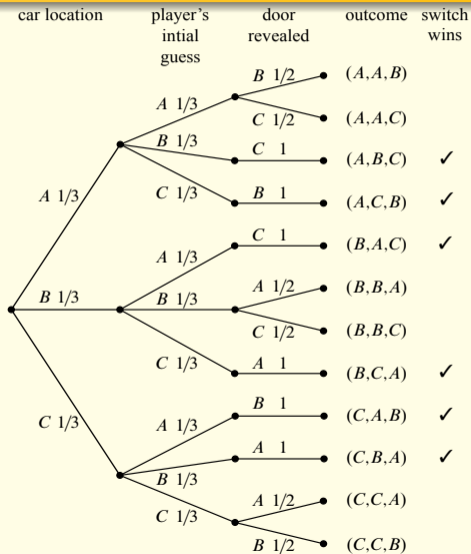 car location player's door outcome switch
intial revealed wins
guess
B 1/2 (A,A,B)
A 1/3
C 1/2 (A,A,C)
B 1/3 C 1 (A,B,C) ✓
A 1/3 C 1/3 B 1 (A,C,B) ✓
C 1 (B,A,C) ✓
A 1/3
B 1/3 B 1/3 A 1/2 (B,B,A)
C 1/2 (B,B,C)
C 1/3 A 1 (B,C,A) ✓
B 1 (C,A,B) ✓
C 1/3 A 1/3
A 1 (C,B,A) ✓
B 1/3
C 1/3 A 1/2 (C,C,A)
B 1/2 (C,C,B)